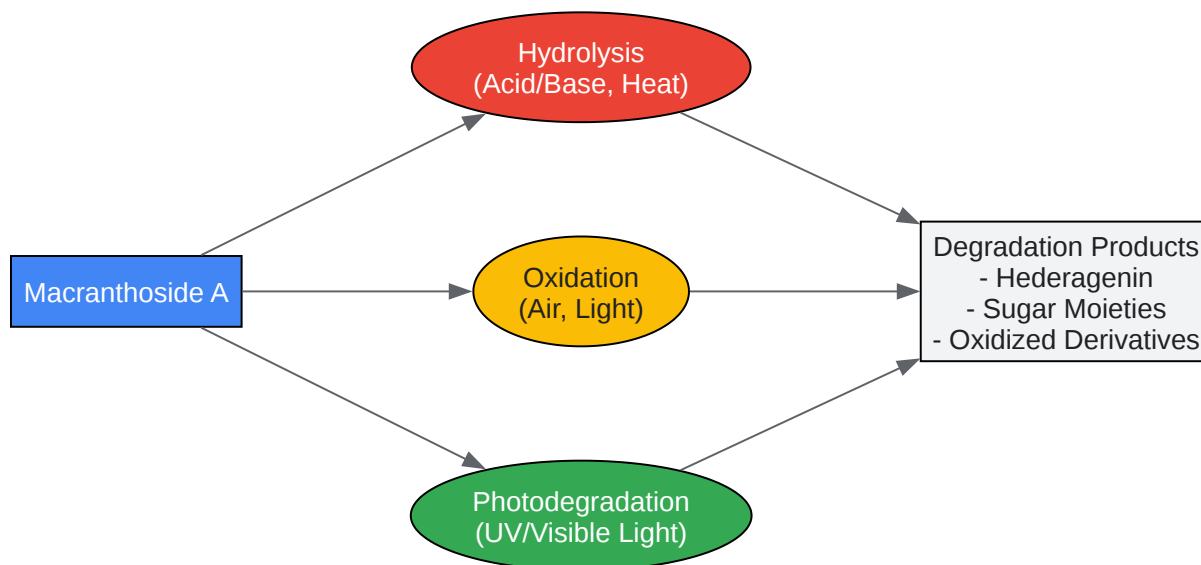 Hydrolysis
(Acid/Base, Heat)
Macranthoside A
Oxidation
(Air, Light)
Photodegradation
(UV/Visible Light)
Degradation Products
- Hederagenin
- Sugar Moieties
- Oxidized Derivatives